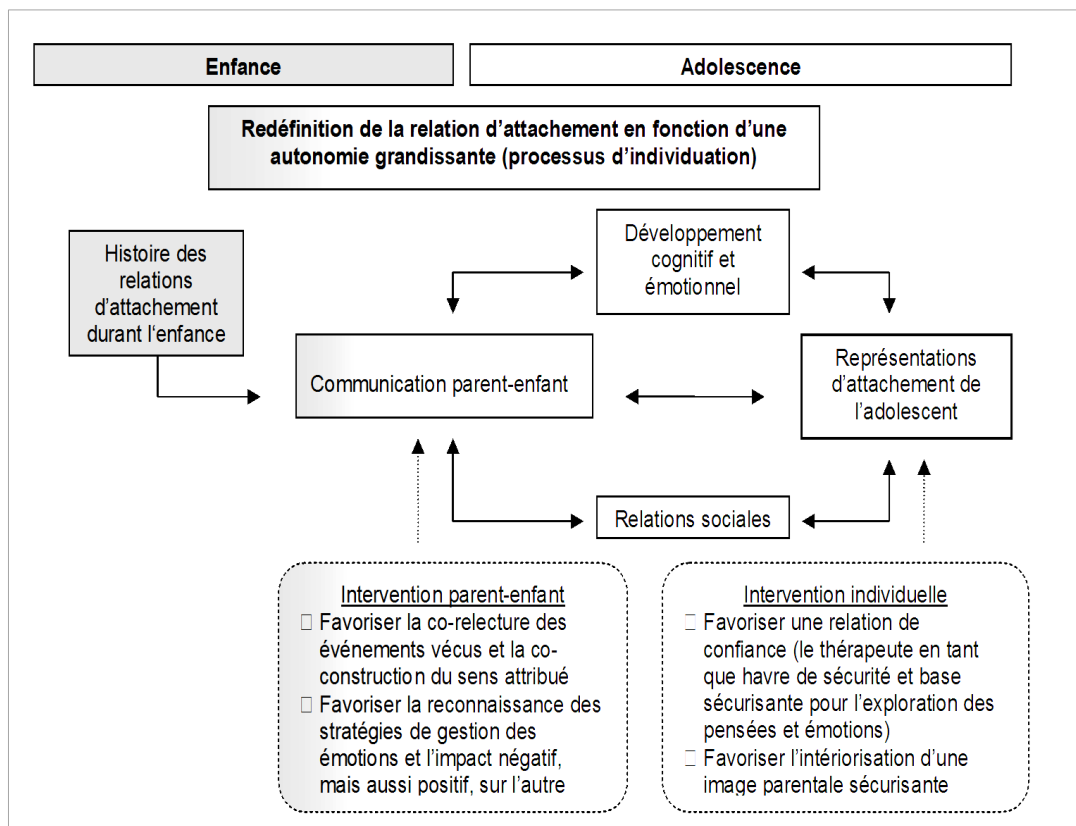 Enfance
Adolescence
Redéfinition de la relation d'attachement en fonction d'une
autonomie grandissante (processus d'individuation)
Histoire des
relations
d'attachement
durant l'enfance
Développement
cognitif et
émotionnel
Communication parent-enfant
Représentations
d'attachement de
l'adolescent
Relations sociales
Intervention parent-enfant
□ Favoriser la co-relecture des
événements vécus et la co-
construction du sens attribué
□ Favoriser la reconnaissance des
stratégies de gestion des
émotions et l'impact négatif,
mais aussi positif, sur l'autre
Intervention individuelle
□ Favoriser une relation de
confiance (le thérapeute en tant
que havre de sécurité et base
sécurisante pour l'exploration des
pensées et émotions)
□ Favoriser l'intériorisation d'une
image parentale sécurisante